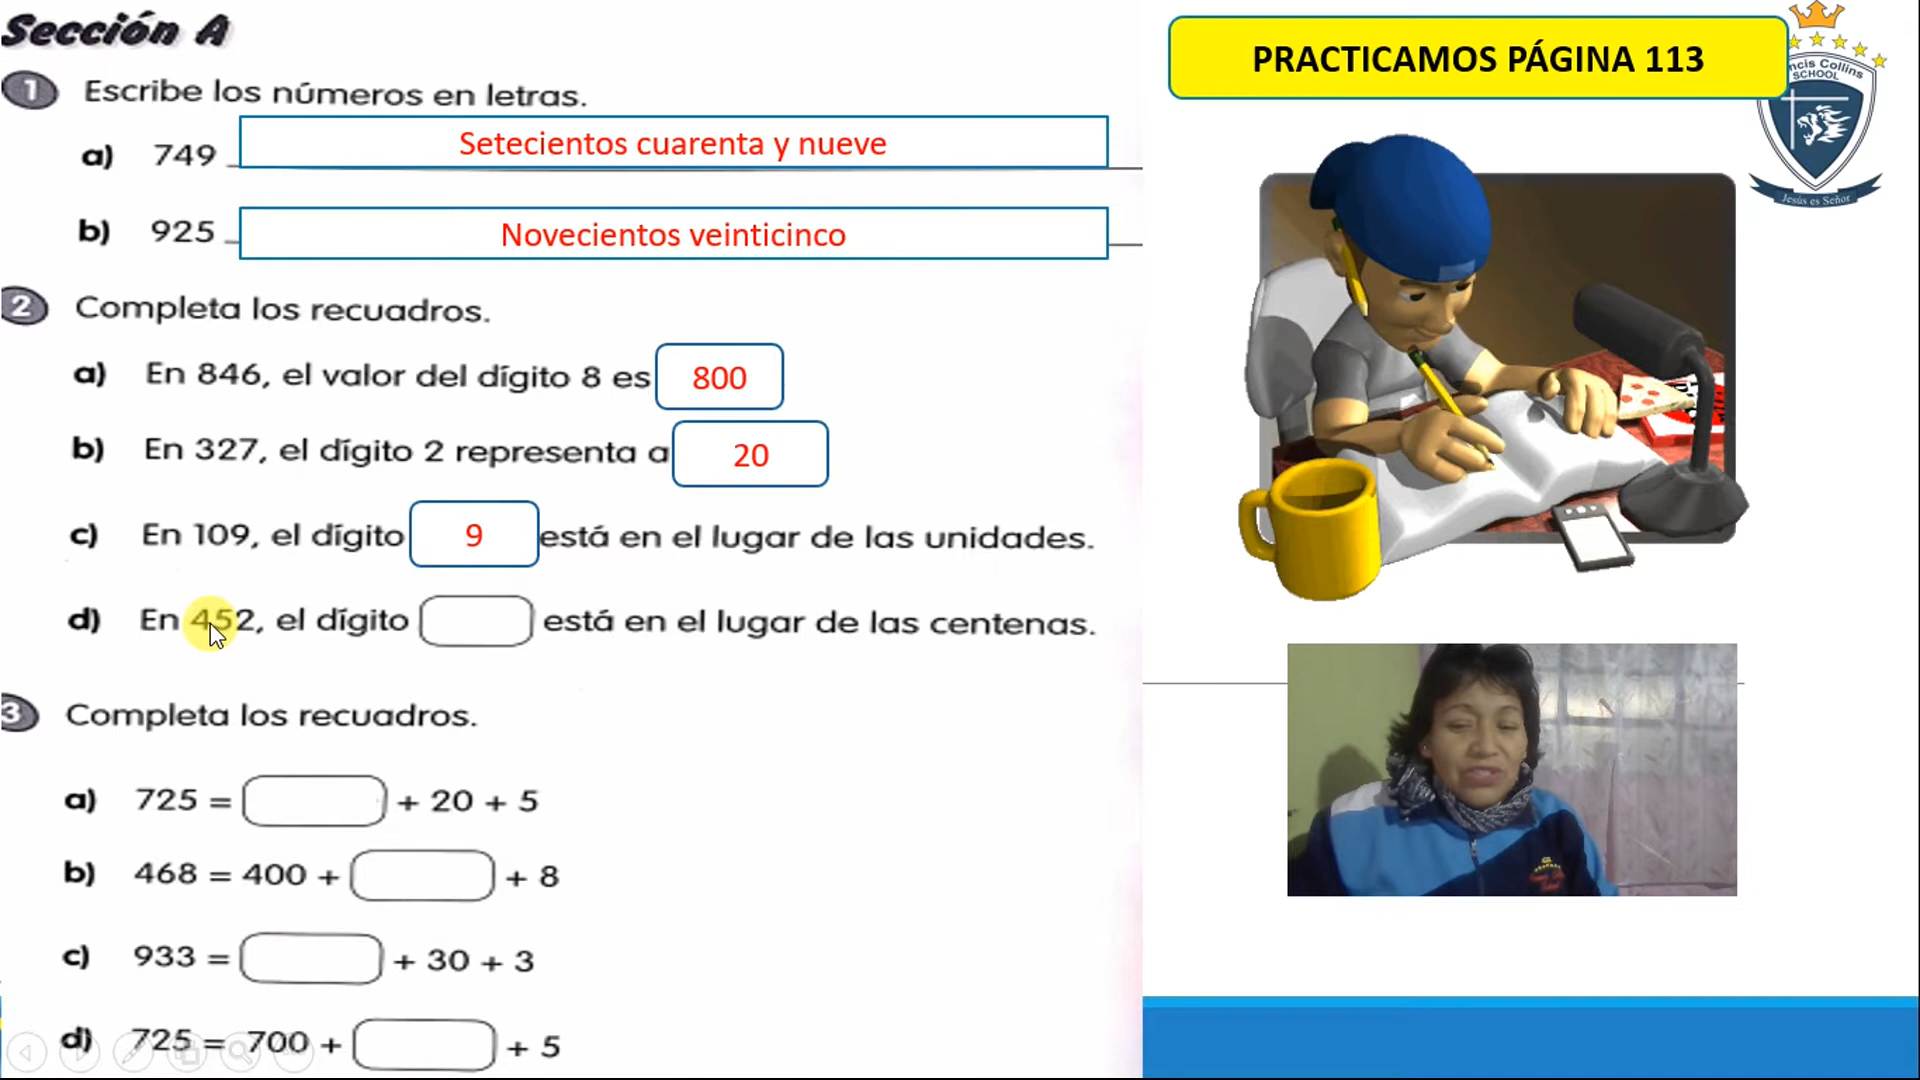 Sección A
1 Escribe los números en letras.
a) 749 Setecientos cuarenta y nueve
b) 925 Novecientos veinticinco
2 Completa los recuadros.
a) En 846, el valor del dígito 8 es 800
b) En 327, el dígito 2 representa a 20
c) En 109, el dígito 9 está en el lugar de las unidades.
d) En 452, el dígito está en el lugar de las centenas.
3 Completa los recuadros.
a) 725 = + 20 + 5
b) 468 = 400 + + 8
c) 933 = + 30 + 3
d) 725 = 700 + + 5
PRACTICAMOS PÁGINA 113
Collins
SCHOOL
Jesús es Señor